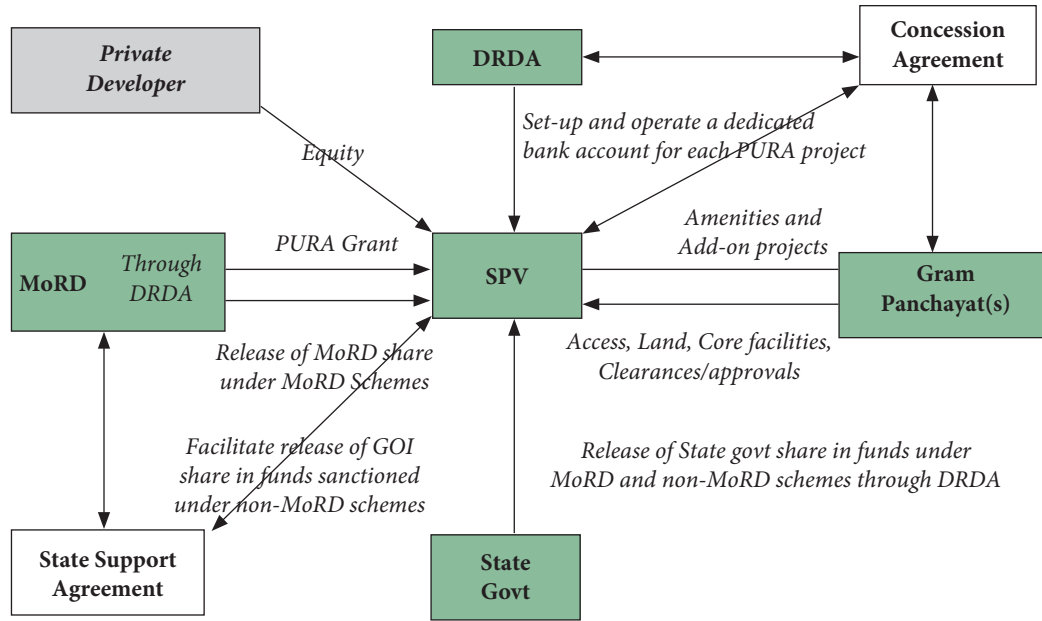 Private
Developer
DRDA
Concession
Agreement
Equity
Set-up and operate a dedicated
bank account for each PURA project
Amenities and
Add-on projects
MoRD
Through
DRDA
PURA Grant
SPV
Gram
Panchayat(s)
Release of MoRD share
under MoRD Schemes
Access, Land, Core facilities,
Clearances/approvals
Facilitate release of GOI
share in funds sanctioned
under non-MoRD schemes
Release of State govt share in funds under
MoRD and non-MoRD schemes through DRDA
State Support
Agreement
State
Govt